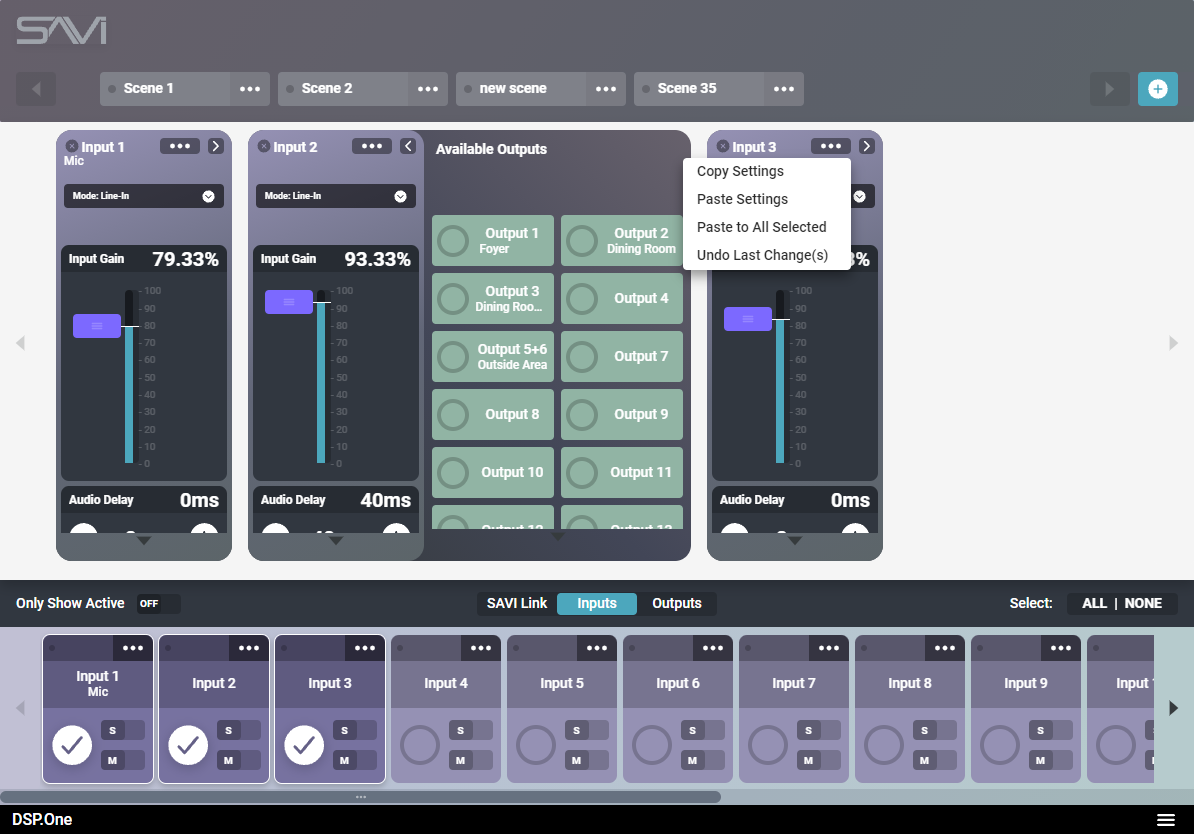 SAVI
Scene 1
Scene 2
new scene
Scene 35
Input 1
Mic
Mode: Line-In
Input Gain 79.33%
100
90
80
70
60
50
40
30
20
10
0
Audio Delay 0ms
Input 2
Mode: Line-In
Input Gain 93.33%
100
90
80
70
60
50
40
30
20
10
0
Audio Delay 40ms
Available Outputs
Output 1
Foyer
Output 2
Dining Room
Output 3
Dining Roo...
Output 4
Output 5+6
Outside Area
Output 7
Output 8
Output 9
Output 10
Output 11
Output 12
Output 13
Input 3
Copy Settings
Paste Settings
Paste to All Selected
Undo Last Change(s)
3%
100
90
80
70
60
50
40
30
20
10
0
Audio Delay 0ms
Only Show Active OFF
SAVI Link Inputs Outputs
Select: ALL | NONE
Input 1
Mic
S
M
Input 2
S
M
Input 3
S
M
Input 4
S
M
Input 5
S
M
Input 6
S
M
Input 7
S
M
Input 8
S
M
Input 9
S
M
Input
DSP.One